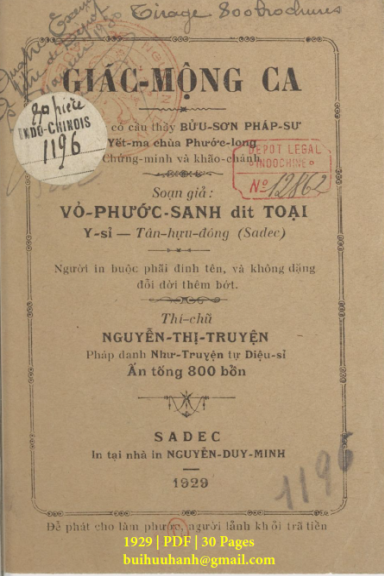 Tirage 800 brochures
GIÁC-MỘNG CA
có cầu thầy BỬU-SƠN PHÁP-SƯ
Yết-ma chùa Phước-long
Chứng-minh và khảo-chánh
INDO-CHINOIS
1196
DEPOT LEGAL
INDOCHINE
Nº 12862
Soạn giả :
VÕ-PHƯỚC-SANH dit TOẠI
Y-sĩ — Tân-hựu-đông (Sadec)
Người in buộc phải đính tên, và không đặng
đổi dời thêm bớt.
Thí-chủ
NGUYỄN-THỊ-TRUYỆN
Pháp danh Như-Truyện tự Diệu-sĩ
Ấn tống 800 bổn
SADEC
In tại nhà in NGUYỄN-DUY-MINH
1929
1196
Để phát cho làm phước, người lãnh khỏi trả tiền
1929 | PDF | 30 Pages
buihuuhanh@gmail.com